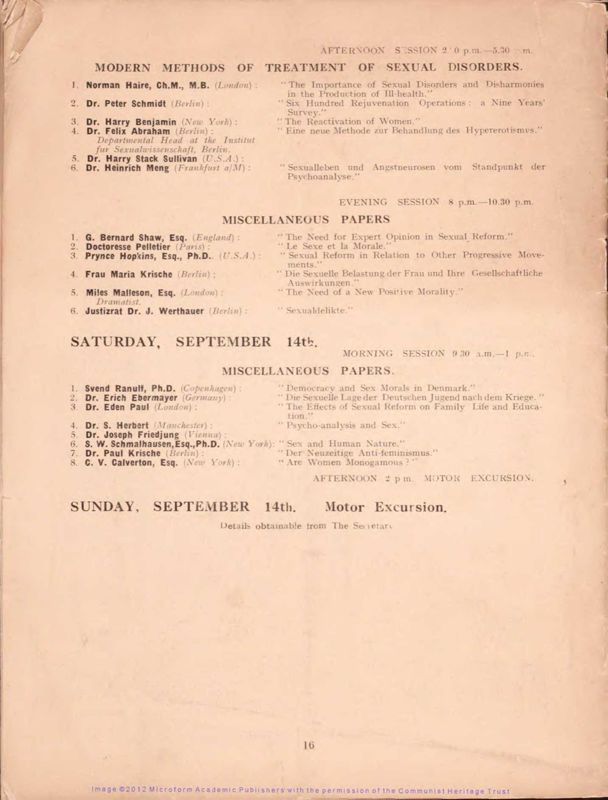 AFTERNOON SESSION 2 0 p.m.—5.30 p.m.
MODERN METHODS OF TREATMENT OF SEXUAL DISORDERS.
1. Norman Haire, Ch.M., M.B. (London) : "The Importance of Sexual Disorders and Disharmonies
in the Production of Ill-health."
2. Dr. Peter Schmidt (Berlin) : "Six Hundred Rejuvenation Operations : a Nine Years'
Survey."
3. Dr. Harry Benjamin (New York) : "The Reactivation of Women."
4. Dr. Felix Abraham (Berlin) : "Eine neue Methode zur Behandlung des Hypererotismvs."
Departmental Head at the Institut
fur Sexualwissenschaft, Berlin.
5. Dr. Harry Stack Sullivan (U.S.A.) :
6. Dr. Heinrich Meng (Frankfurt a/M) : "Sexualleben und Angstneurosen vom Standpunkt der
Psychoanalyse."
EVENING SESSION 8 p.m.—10.30 p.m.
MISCELLANEOUS PAPERS
1. G. Bernard Shaw, Esq. (England) : "The Need for Expert Opinion in Sexual Reform."
2. Doctoresse Pelletier (Paris) : "Le Sexe et la Morale."
3. Prynce Hopkins, Esq., Ph.D.. (U.S.A.) : "Sexual Reform in Relation to Other Progressive Move-
ments."
4. Frau Maria Krische (Berlin) : "Die Sexuelle Belastung der Frau und Ihre Gesellschaftliche
Auswirkungen."
5. Miles Malleson, Esq. (London) : "The Need of a New Positive Morality."
Dramatist.
6. Justizrat Dr. J. Werthauer (Berlin) : "Sexualdelikte."
SATURDAY, SEPTEMBER 14th.
MORNING SESSION 9 30 a.m.—1 p.m.
MISCELLANEOUS PAPERS.
1. Svend Ranulf, Ph.D. (Copenhagen) : "Democracy and Sex Morals in Denmark."
2. Dr. Erich Ebermayer (Germany) : "Die Sexuelle Lage der Deutschen Jugend nach dem Kriege."
3. Dr. Eden Paul (London) : "The Effects of Sexual Reform on Family Life and Educa-
tion."
4. Dr. S. Herbert (Manchester) : "Psycho-analysis and Sex."
5. Dr. Joseph Friedjung (Vienna) :
6. S. W. Schmalhausen, Esq., Ph.D. (New York): "Sex and Human Nature."
7. Dr. Paul Krische (Berlin) : "Der Neuzeitige Anti-feminismus."
8. C. V. Calverton, Esq. (New York) : "Are Women Monogamous ?"
AFTERNOON 2 p m. MOTOR EXCURSION.
SUNDAY, SEPTEMBER 14th. Motor Excursion.
Details obtainable from The Secretary
16
Image ©2012 Microform Academic Publishers with the permission of the Communist Heritage Trust